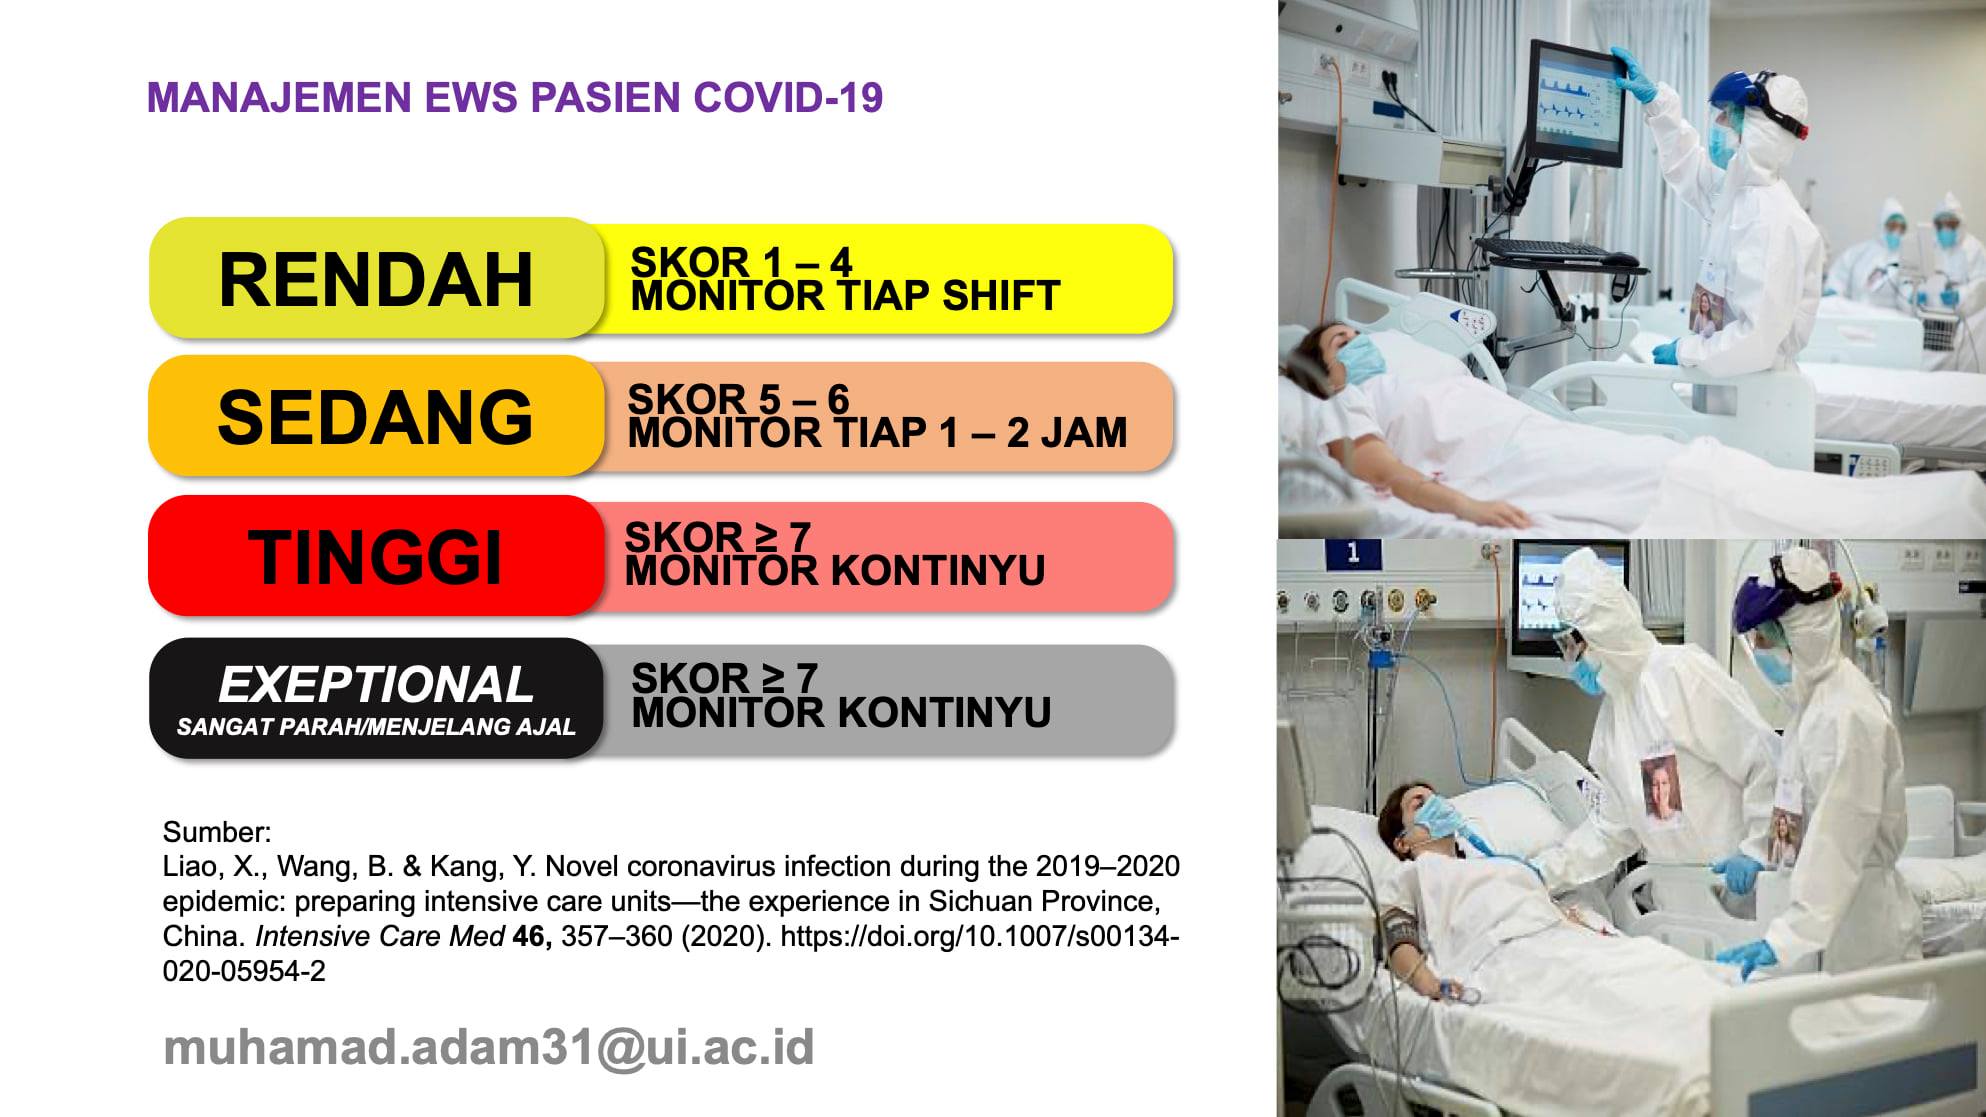 MANAJEMEN EWS PASIEN COVID-19
RENDAH
SKOR 1 – 4
MONITOR TIAP SHIFT
SEDANG
SKOR 5 – 6
MONITOR TIAP 1 – 2 JAM
TINGGI
SKOR ≥ 7
MONITOR KONTINYU
EXEPTIONAL
SANGAT PARAH/MENJELANG AJAL
SKOR ≥ 7
MONITOR KONTINYU
Sumber:
Liao, X., Wang, B. & Kang, Y. Novel coronavirus infection during the 2019–2020
epidemic: preparing intensive care units—the experience in Sichuan Province,
China. Intensive Care Med 46, 357–360 (2020). https://doi.org/10.1007/s00134-
020-05954-2
muhamad.adam31@ui.ac.id
1